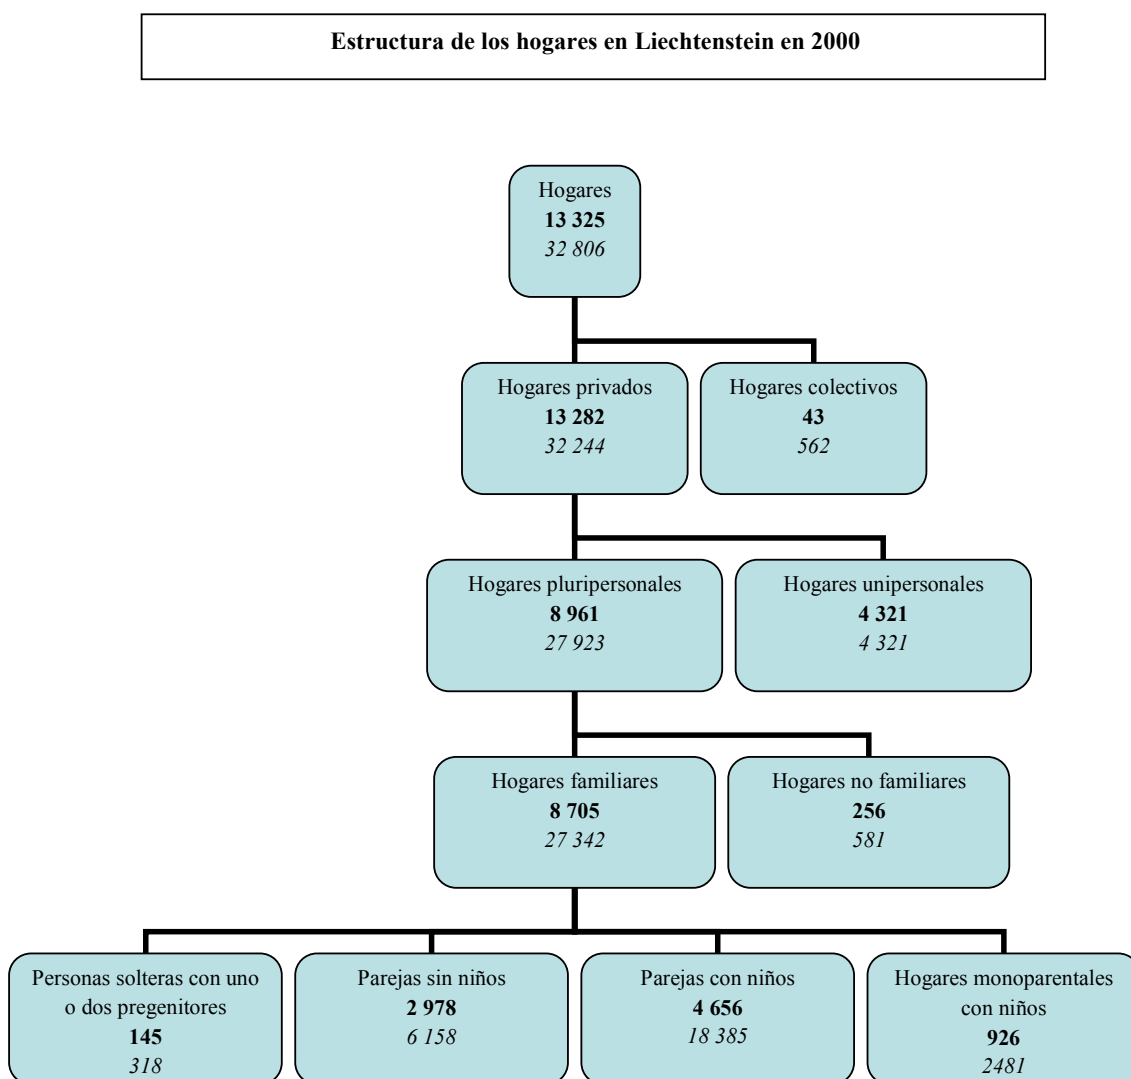 Estructura de los hogares en Liechtenstein en 2000
Hogares
13 325
32 806
Hogares privados
13 282
32 244
Hogares colectivos
43
562
Hogares pluripersonales
8 961
27 923
Hogares unipersonales
4 321
4 321
Hogares familiares
8 705
27 342
Hogares no familiares
256
581
Personas solteras con uno
o dos pregenitores
145
318
Parejas sin niños
2 978
6 158
Parejas con niños
4 656
18 385
Hogares monoparentales
con niños
926
2481